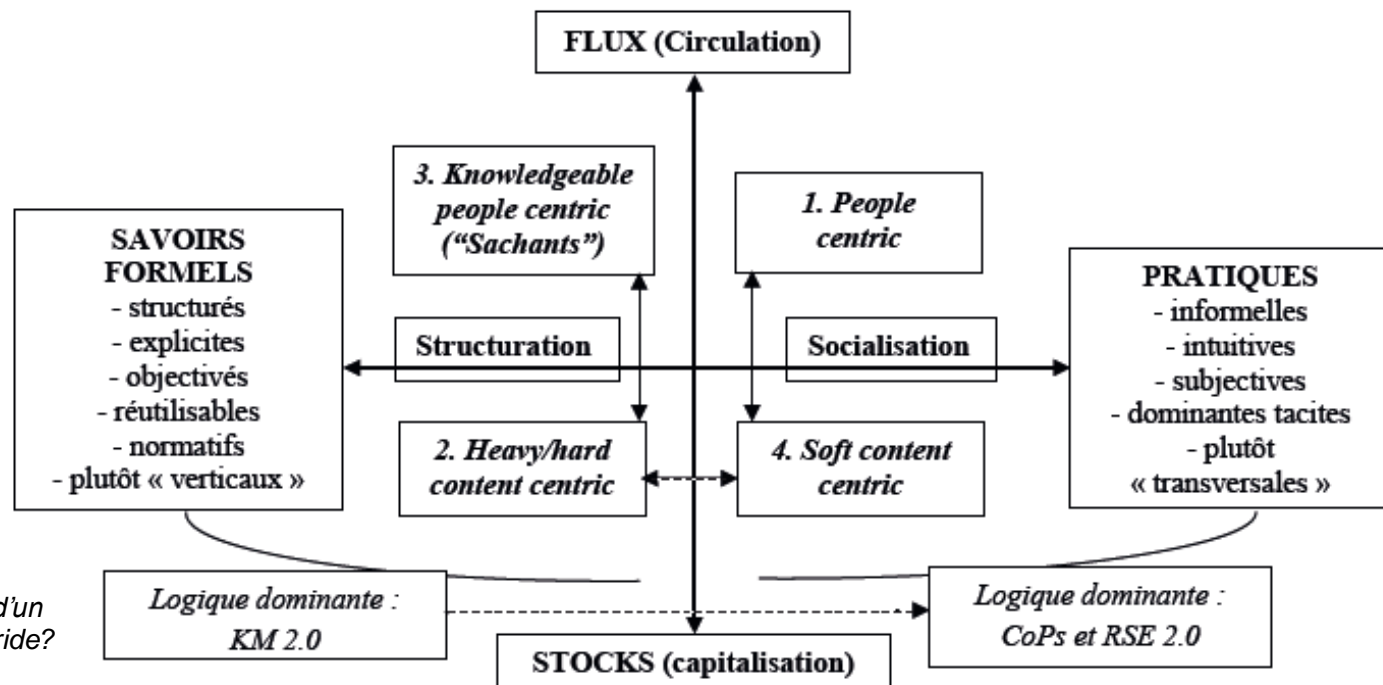 FLUX (Circulation)
3. Knowledgeable
people centric
(“Sachants”)
1. People
centric
SAVOIRS
FORMELS
- structurés
- explicites
- objectivés
- réutilisables
- normatifs
- plutôt « verticaux »
Structuration
Socialisation
PRATIQUES
- informelles
- intuitives
- subjectives
- dominantes tacites
- plutôt
« transversales »
2. Heavy/hard
content centric
4. Soft content
centric
d’un
ride?
Logique dominante :
KM 2.0
Logique dominante :
CoPs et RSE 2.0
STOCKS (capitalisation)